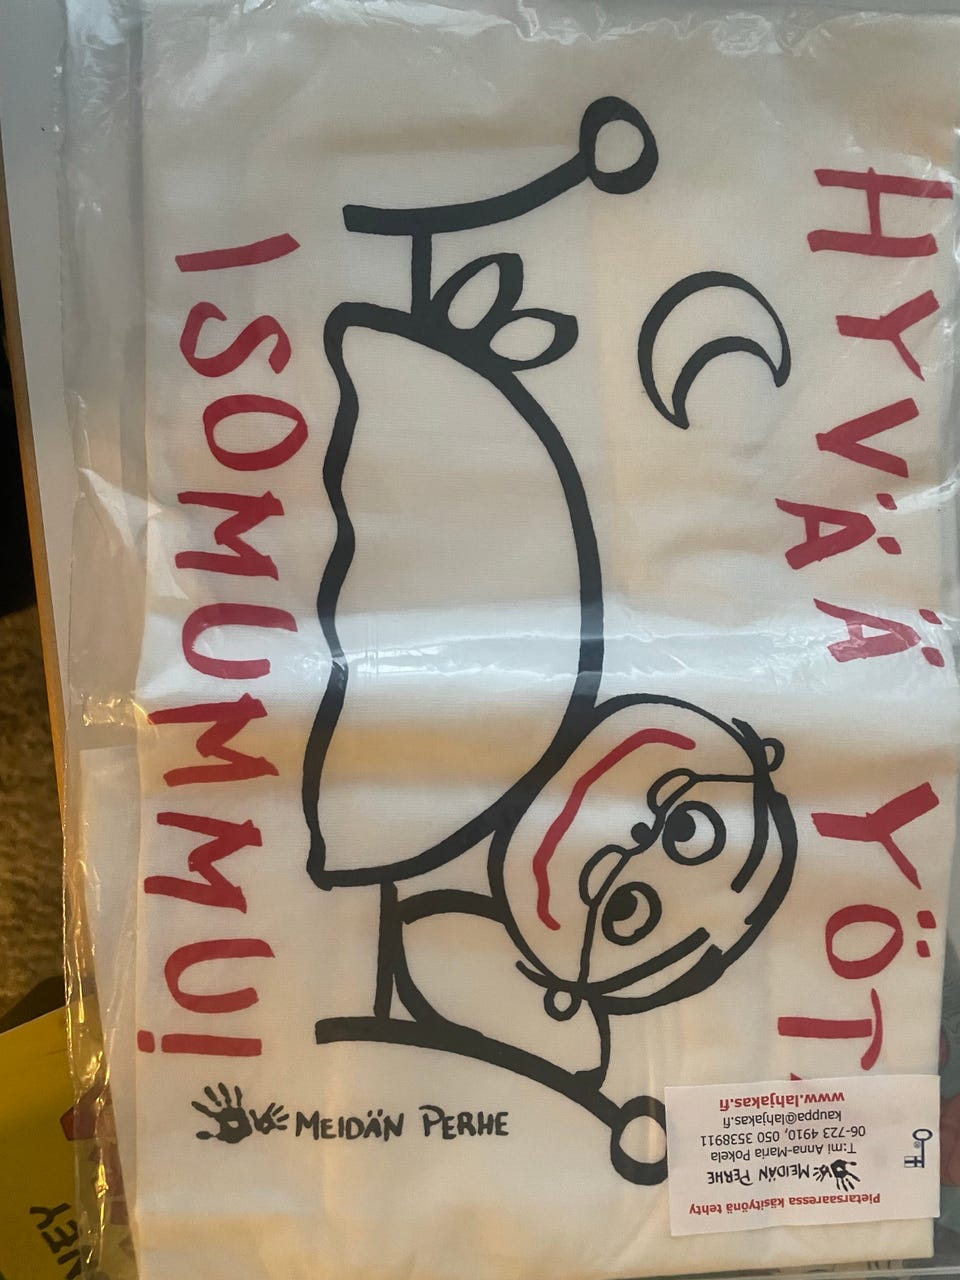 HYVÄÄ YÖT
ISOMUMMU!
MEIDÄN PERHE
Pietarsaaressa käsityönä tehty
MEIDÄN PERHE
T:mi Anna-Maria Pokela
06-723 4910, 050 3538911
kauppa@lahjakas.fi
www.lahjakas.fi